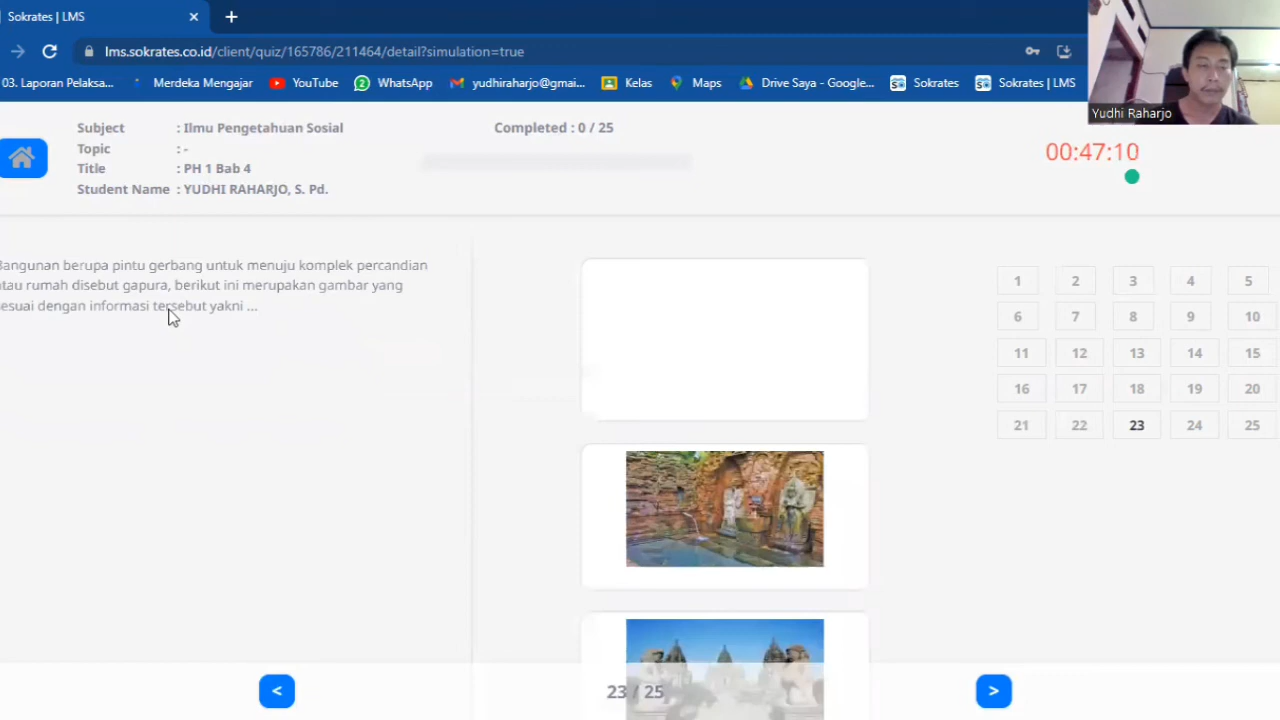 Sokrates | LMS
lms.sokrates.co.id/client/quiz/165786/211464/detail?simulation=true
03. Laporan Pelaksa... Merdeka Mengajar YouTube 2 WhatsApp yudhiraharjo@gmai... Kelas Maps Drive Saya - Google... Sokrates Sokrates | LMS
Yudhi Raharjo
Subject : Ilmu Pengetahuan Sosial
Topic : -
Title : PH 1 Bab 4
Student Name : YUDHI RAHARJO, S. Pd.
Completed : 0 / 25
00:47:10
Bangunan berupa pintu gerbang untuk menuju komplek percandian
atau rumah disebut gapura, berikut ini merupakan gambar yang
sesuai dengan informasi tersebut yakni ...
1 2 3 4 5
6 7 8 9 10
11 12 13 14 15
16 17 18 19 20
21 22 23 24 25
< 23 / 25 >